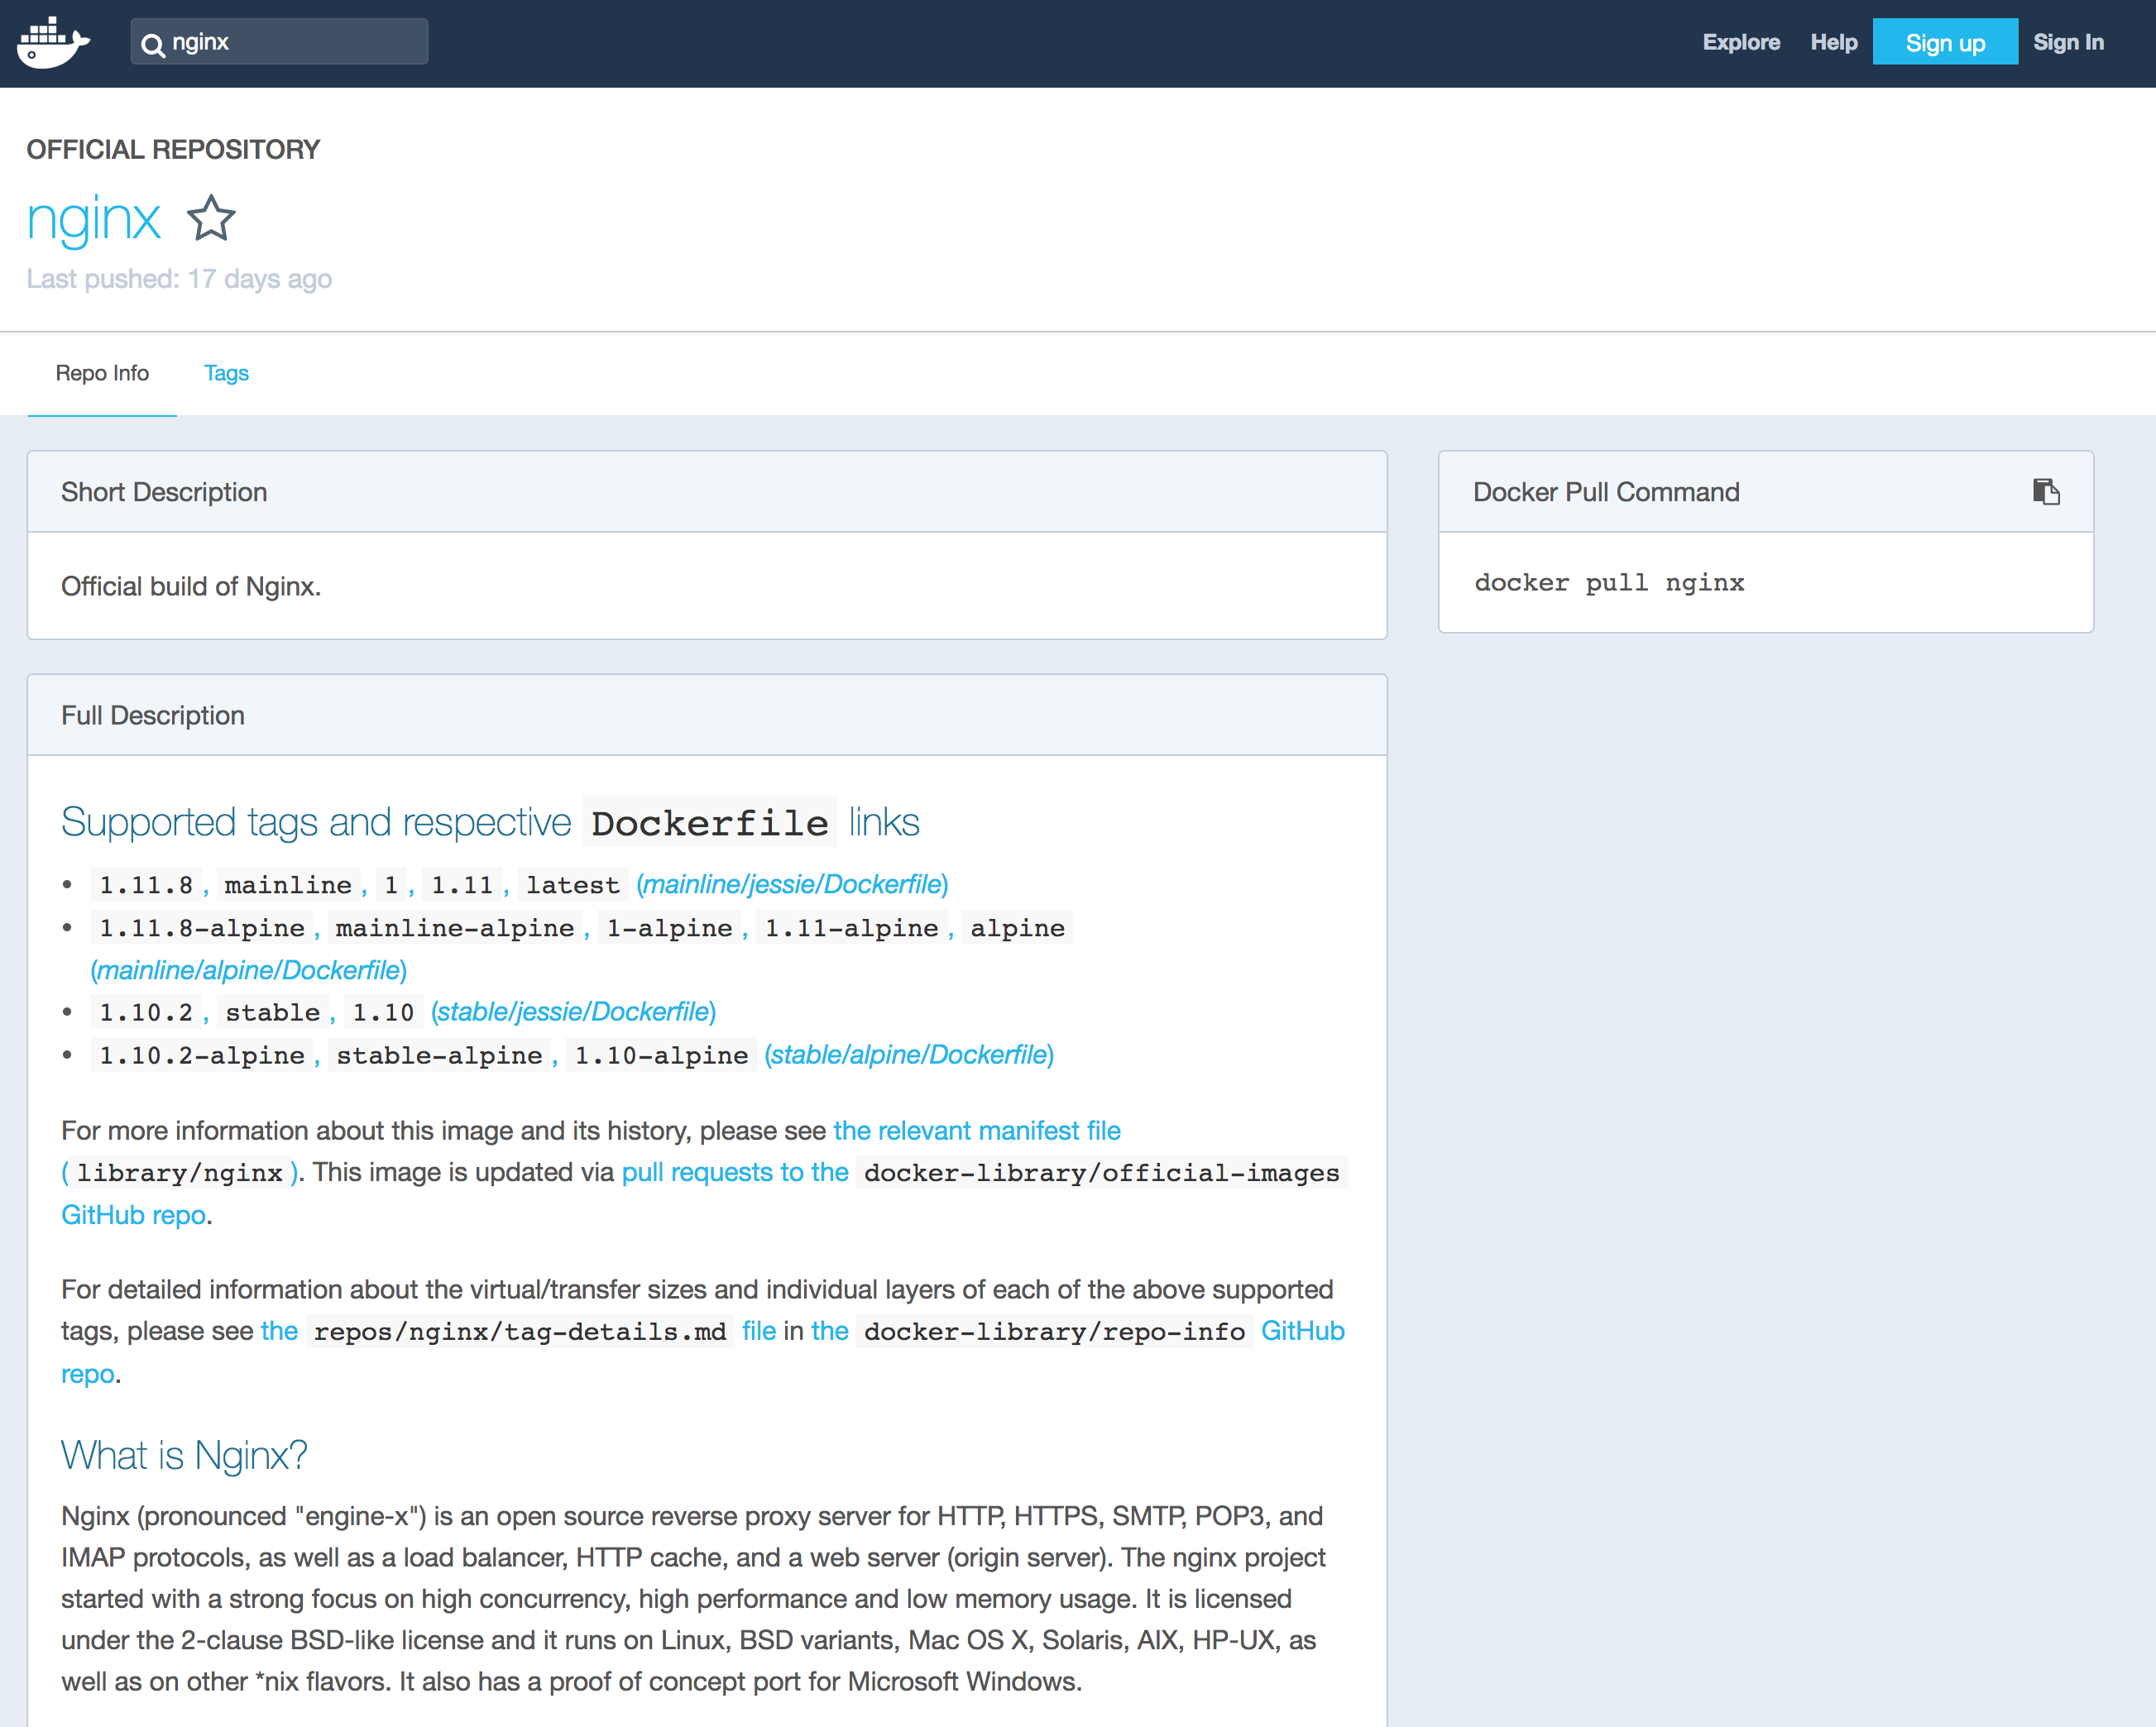 nginx
Explore Help Sign up Sign In
OFFICIAL REPOSITORY
nginx
Last pushed: 17 days ago
Repo Info Tags
Short Description
Official build of Nginx.
Docker Pull Command
docker pull nginx
Full Description
Supported tags and respective Dockerfile links
• 1.11.8, mainline, 1, 1.11, latest (mainline/jessie/Dockerfile)
• 1.11.8-alpine, mainline-alpine, 1-alpine, 1.11-alpine, alpine
(mainline/alpine/Dockerfile)
• 1.10.2, stable, 1.10 (stable/jessie/Dockerfile)
• 1.10.2-alpine, stable-alpine, 1.10-alpine (stable/alpine/Dockerfile)
For more information about this image and its history, please see the relevant manifest file
(library/nginx). This image is updated via pull requests to the docker-library/official-images
GitHub repo.
For detailed information about the virtual/transfer sizes and individual layers of each of the above supported
tags, please see the repos/nginx/tag-details.md file in the docker-library/repo-info GitHub
repo.
What is Nginx?
Nginx (pronounced "engine-x") is an open source reverse proxy server for HTTP, HTTPS, SMTP, POP3, and
IMAP protocols, as well as a load balancer, HTTP cache, and a web server (origin server). The nginx project
started with a strong focus on high concurrency, high performance and low memory usage. It is licensed
under the 2-clause BSD-like license and it runs on Linux, BSD variants, Mac OS X, Solaris, AIX, HP-UX, as
well as on other *nix flavors. It also has a proof of concept port for Microsoft Windows.